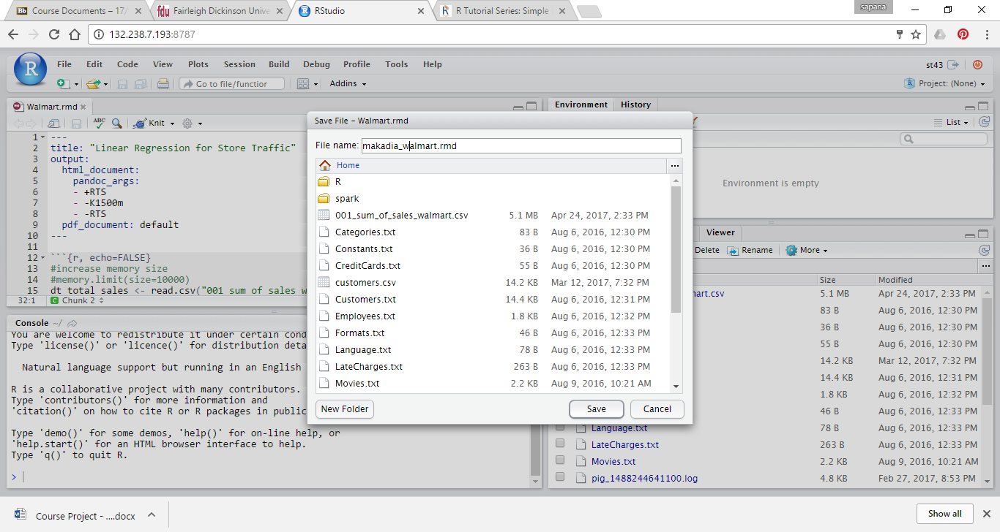 Course Documents – 17/
Fairleigh Dickinson Unive
RStudio
R Tutorial Series: Simple
sapana
132.238.7.193:8787
File Edit Code View Plots Session Build Debug Profile Tools Help
st43
Go to file/function
Addins
Project: (None)
Walmart.rmd
Knit
1 ---
2 title: "Linear Regression for Store Traffic"
3 output:
4 html_document:
5 pandoc_args:
6 - +RTS
7 - -K1500m
8 - -RTS
9 pdf_document: default
10 ---
11
12 ```{r, echo=FALSE}
13 #increase memory size
14 #memory.limit(size=10000)
15 dt_total_sales <- read.csv("001_sum_of_sales_w
32:1 C Chunk 2
Console ~/
You are welcome to redistribute it under certain cond
Type 'license()' or 'licence()' for distribution deta
Natural language support but running in an English
R is a collaborative project with many contributors.
Type 'contributors()' for more information and
'citation()' on how to cite R or R packages in public
Type 'demo()' for some demos, 'help()' for on-line help, or
'help.start()' for an HTML browser interface to help.
Type 'q()' to quit R.
>
Save File – Walmart.rmd
File name: makadia_walmart.rmd
Home ...
R
spark
001_sum_of_sales_walmart.csv 5.1 MB Apr 24, 2017, 2:33 PM
Categories.txt 83 B Aug 6, 2016, 12:30 PM
Constants.txt 36 B Aug 6, 2016, 12:30 PM
CreditCards.txt 55 B Aug 6, 2016, 12:30 PM
customers.csv 14.2 KB Mar 12, 2017, 7:32 PM
Customers.txt 14.4 KB Aug 6, 2016, 12:31 PM
Employees.txt 1.8 KB Aug 6, 2016, 12:32 PM
Formats.txt 46 B Aug 6, 2016, 12:33 PM
Language.txt 78 B Aug 6, 2016, 12:33 PM
LateCharges.txt 263 B Aug 6, 2016, 12:33 PM
Movies.txt 2.2 KB Aug 9, 2016, 10:21 AM
New Folder Save Cancel
Environment History
List
Environment is empty
Viewer
Delete Rename More
...
Size Modified
nart.csv 5.1 MB Apr 24, 2017, 2:33 PM
83 B Aug 6, 2016, 12:30 PM
36 B Aug 6, 2016, 12:30 PM
55 B Aug 6, 2016, 12:30 PM
14.2 KB Mar 12, 2017, 7:32 PM
14.4 KB Aug 6, 2016, 12:31 PM
1.8 KB Aug 6, 2016, 12:32 PM
46 B Aug 6, 2016, 12:33 PM
Language.txt 78 B Aug 6, 2016, 12:33 PM
LateCharges.txt 263 B Aug 6, 2016, 12:33 PM
Movies.txt 2.2 KB Aug 9, 2016, 10:21 AM
pig_1488244641100.log 4.8 KB Feb 27, 2017, 8:53 PM
Course Project - ....docx
Show all